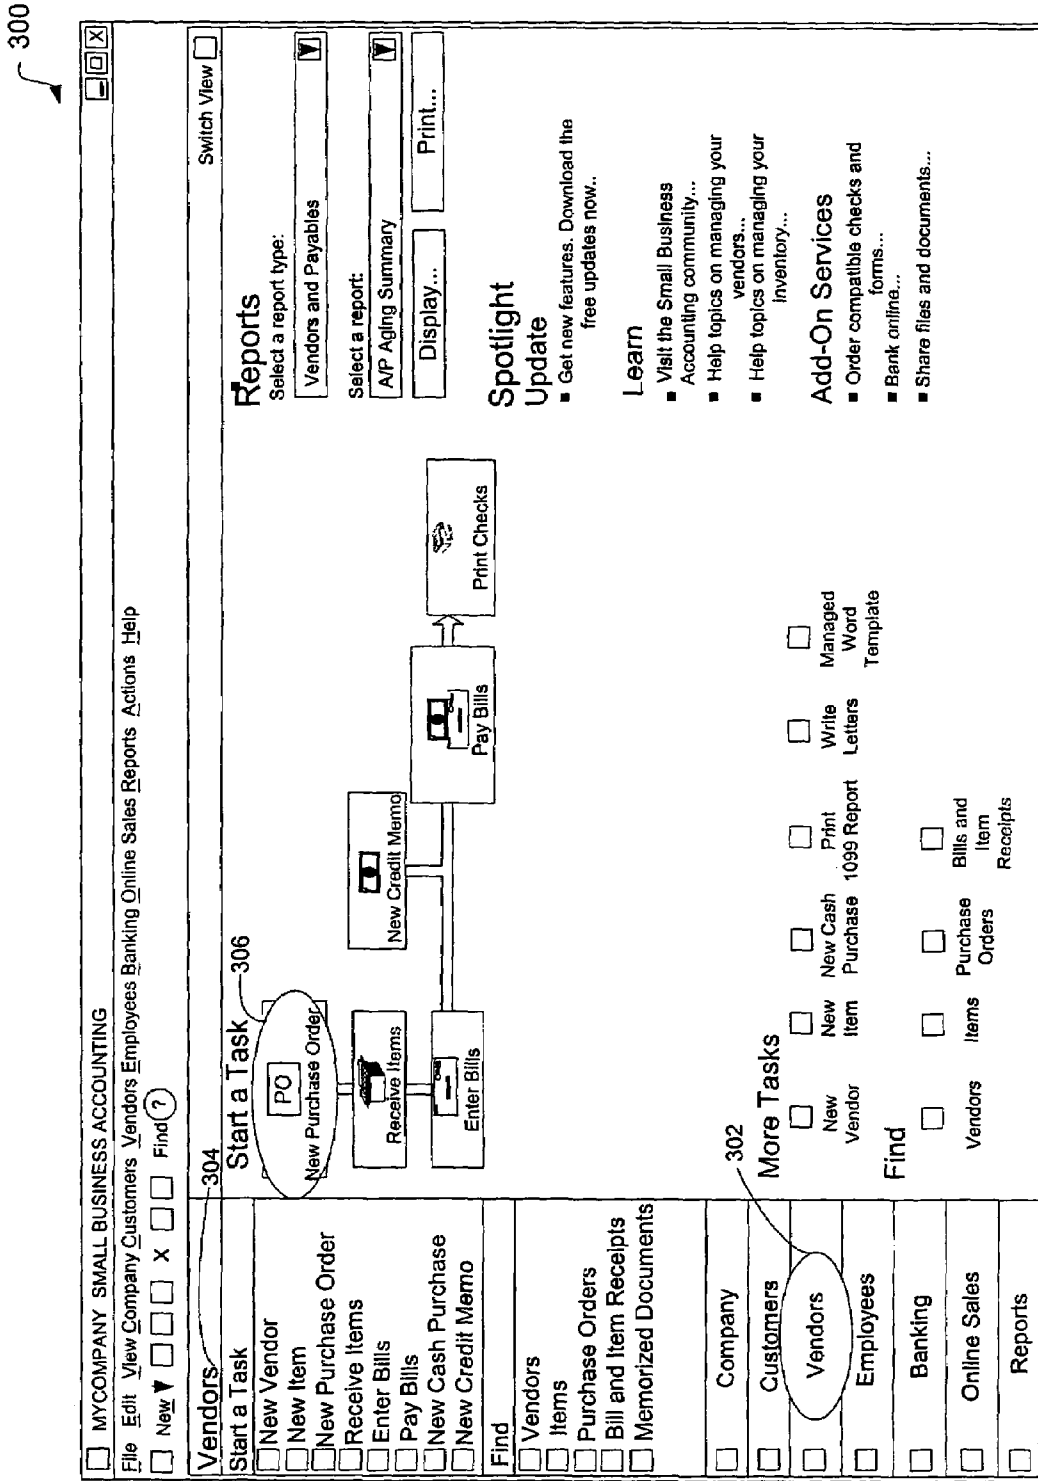 300
MYCOMPANY SMALL BUSINESS ACCOUNTING
X
File Edit View Company Customers Vendors Employees Banking Online Sales Reports Actions Help
New X Find ?
Vendors 304
Switch View
Start a Task
New Vendor
New Item
New Purchase Order
Receive Items
Enter Bills
Pay Bills
New Cash Purchase
New Credit Memo
Find
Vendors
Items
Purchase Orders
Bill and Item Receipts
Memorized Documents
Company
Customers
Vendors
302
Employees
Banking
Online Sales
Reports
Start a Task
306
PO
New Purchase Order
Receive Items
Enter Bills
New Credit Memo
Pay Bills
Print Checks
More Tasks
New
Vendor
New
Item
New Cash
Purchase
Print
1099 Report
Write
Letters
Managed
Word
Template
Find
Vendors
Items
Purchase
Orders
Bills and
Item
Receipts
Reports
Select a report type:
Vendors and Payables
Select a report:
A/P Aging Summary
Display...
Print...
Spotlight
Update
▪ Get new features. Download the
free updates now..
Learn
▪ Visit the Small Business
Accounting community...
▪ Help topics on managing your
vendors...
▪ Help topics on managing your
inventory...
Add-On Services
▪ Order compatible checks and
forms...
▪ Bank online...
▪ Share files and documents...